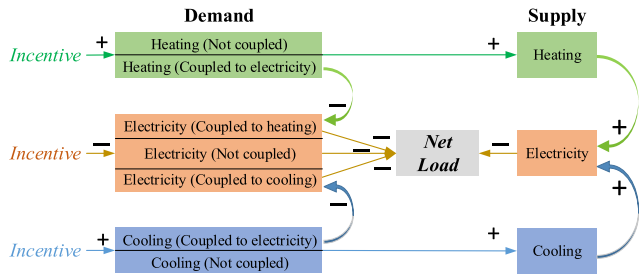 Demand
Supply
Incentive
+
Heating (Not coupled)
Heating (Coupled to electricity)
+
Heating
−
+
Incentive
−
Electricity (Coupled to heating)
Electricity (Not coupled)
Electricity (Coupled to cooling)
−
−
−
Net
Load
−
Electricity
−
+
Incentive
+
Cooling (Coupled to electricity)
Cooling (Not coupled)
+
Cooling